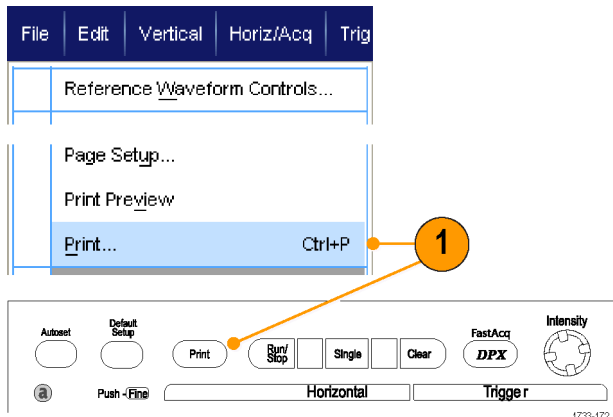 File Edit Vertical Horiz/Acq Trig
Reference Waveform Controls...
Page Setup...
Print Preview
Print... Ctrl+P
1
Autoset Default Setup Print Run/Stop Single Clear FastAcq DPX Intensity
a Push - Fine Horizontal Trigger
1733-172